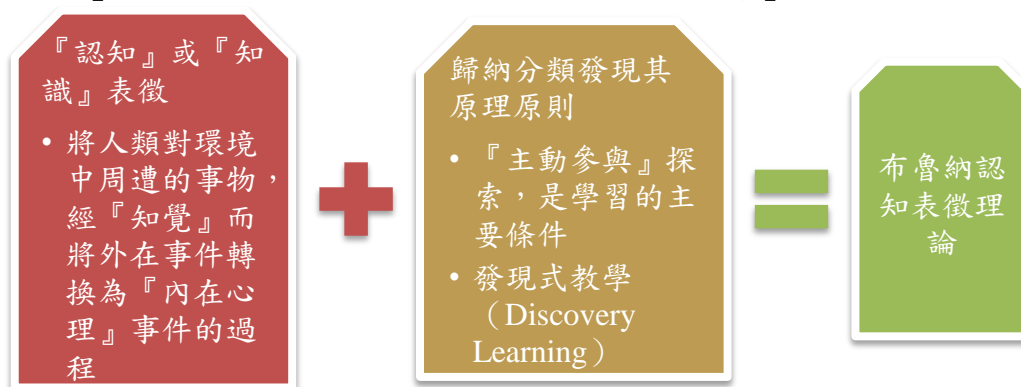 『認知』或『知
識』表徵
• 將人類對環境
中周遭的事物，
經『知覺』而
將外在事件轉
換為『內在心
理』事件的過
程
歸納分類發現其
原理原則
• 『主動參與』探
索，是學習的主
要條件
• 發現式教學
（Discovery
Learning）
布魯納認
知表徵理
論